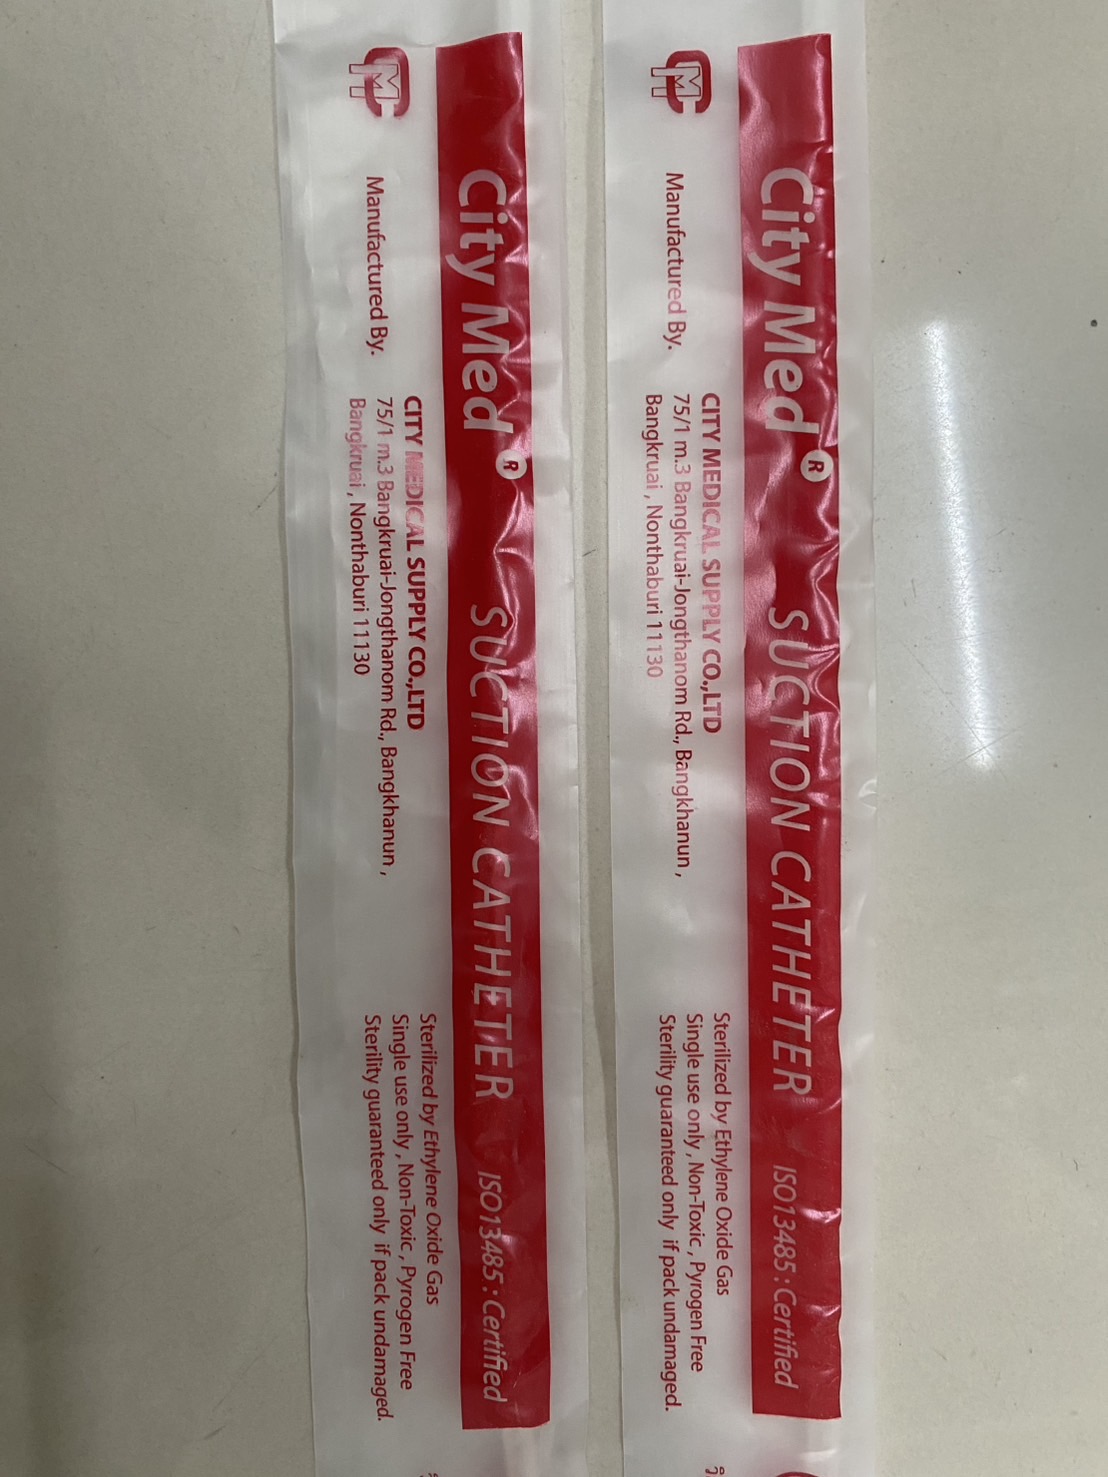 City Med ® SUCTION CATHETER ISO13485 : Certified
Manufactured By.
CITY MEDICAL SUPPLY CO.,LTD
75/1 m.3 Bangkruai-Jongthanom Rd., Bangkhanun ,
Bangkruai , Nonthaburi 11130
Sterilized by Ethylene Oxide Gas
Single use only , Non-Toxic , Pyrogen Free
Sterility guaranteed only if pack undamaged.
City Med ® SUCTION CATHETER ISO13485 : Certified
Manufactured By.
CITY MEDICAL SUPPLY CO.,LTD
75/1 m.3 Bangkruai-Jongthanom Rd., Bangkhanun ,
Bangkruai , Nonthaburi 11130
Sterilized by Ethylene Oxide Gas
Single use only , Non-Toxic , Pyrogen Free
Sterility guaranteed only if pack undamaged.